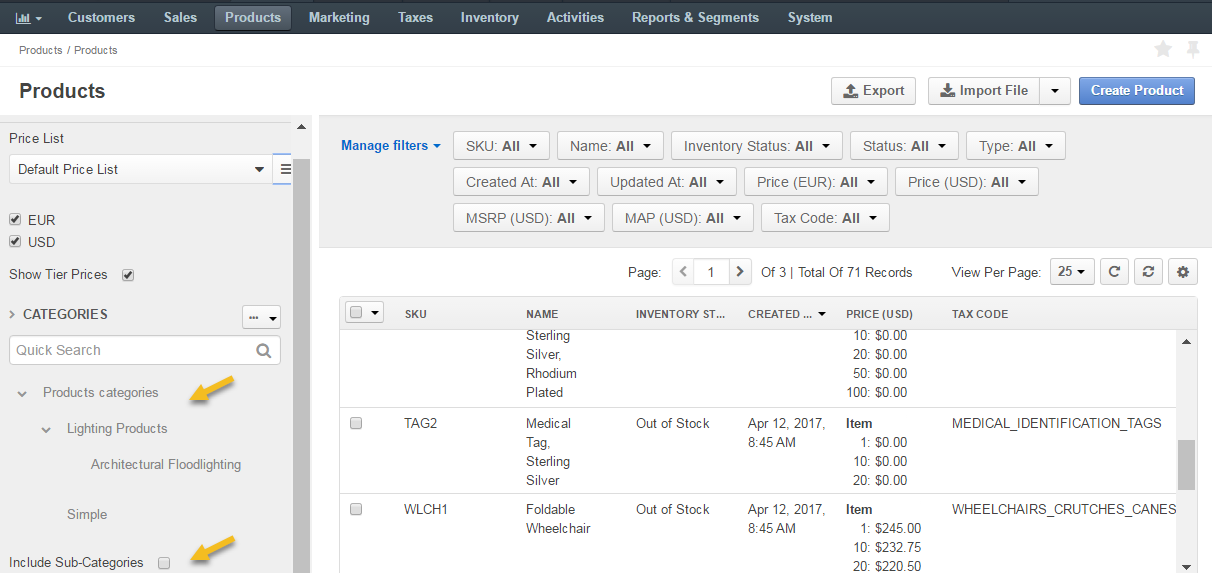 Customers Sales Products Marketing Taxes Inventory Activities Reports & Segments System
Products / Products
Products
Export Import File Create Product
Price List
Default Price List
EUR
USD
Show Tier Prices
CATEGORIES ...
Quick Search
Products categories
Lighting Products
Architectural Floodlighting
Simple
Include Sub-Categories
Manage filters SKU: All Name: All Inventory Status: All Status: All Type: All
Created At: All Updated At: All Price (EUR): All Price (USD): All
MSRP (USD): All MAP (USD): All Tax Code: All
Page: 1 Of 3 | Total Of 71 Records View Per Page: 25
SKU NAME INVENTORY ST... CREATED ... PRICE (USD) TAX CODE
Sterling 10: $0.00
Silver, 20: $0.00
Rhodium 50: $0.00
Plated 100: $0.00
TAG2 Medical Out of Stock Apr 12, 2017, Item MEDICAL_IDENTIFICATION_TAGS
Tag, 8:45 AM 1: $0.00
Sterling 10: $0.00
Silver 20: $0.00
WLCH1 Foldable Out of Stock Apr 12, 2017, Item WHEELCHAIRS_CRUTCHES_CANES
Wheelchair 8:45 AM 1: $245.00
10: $232.75
20: $220.50